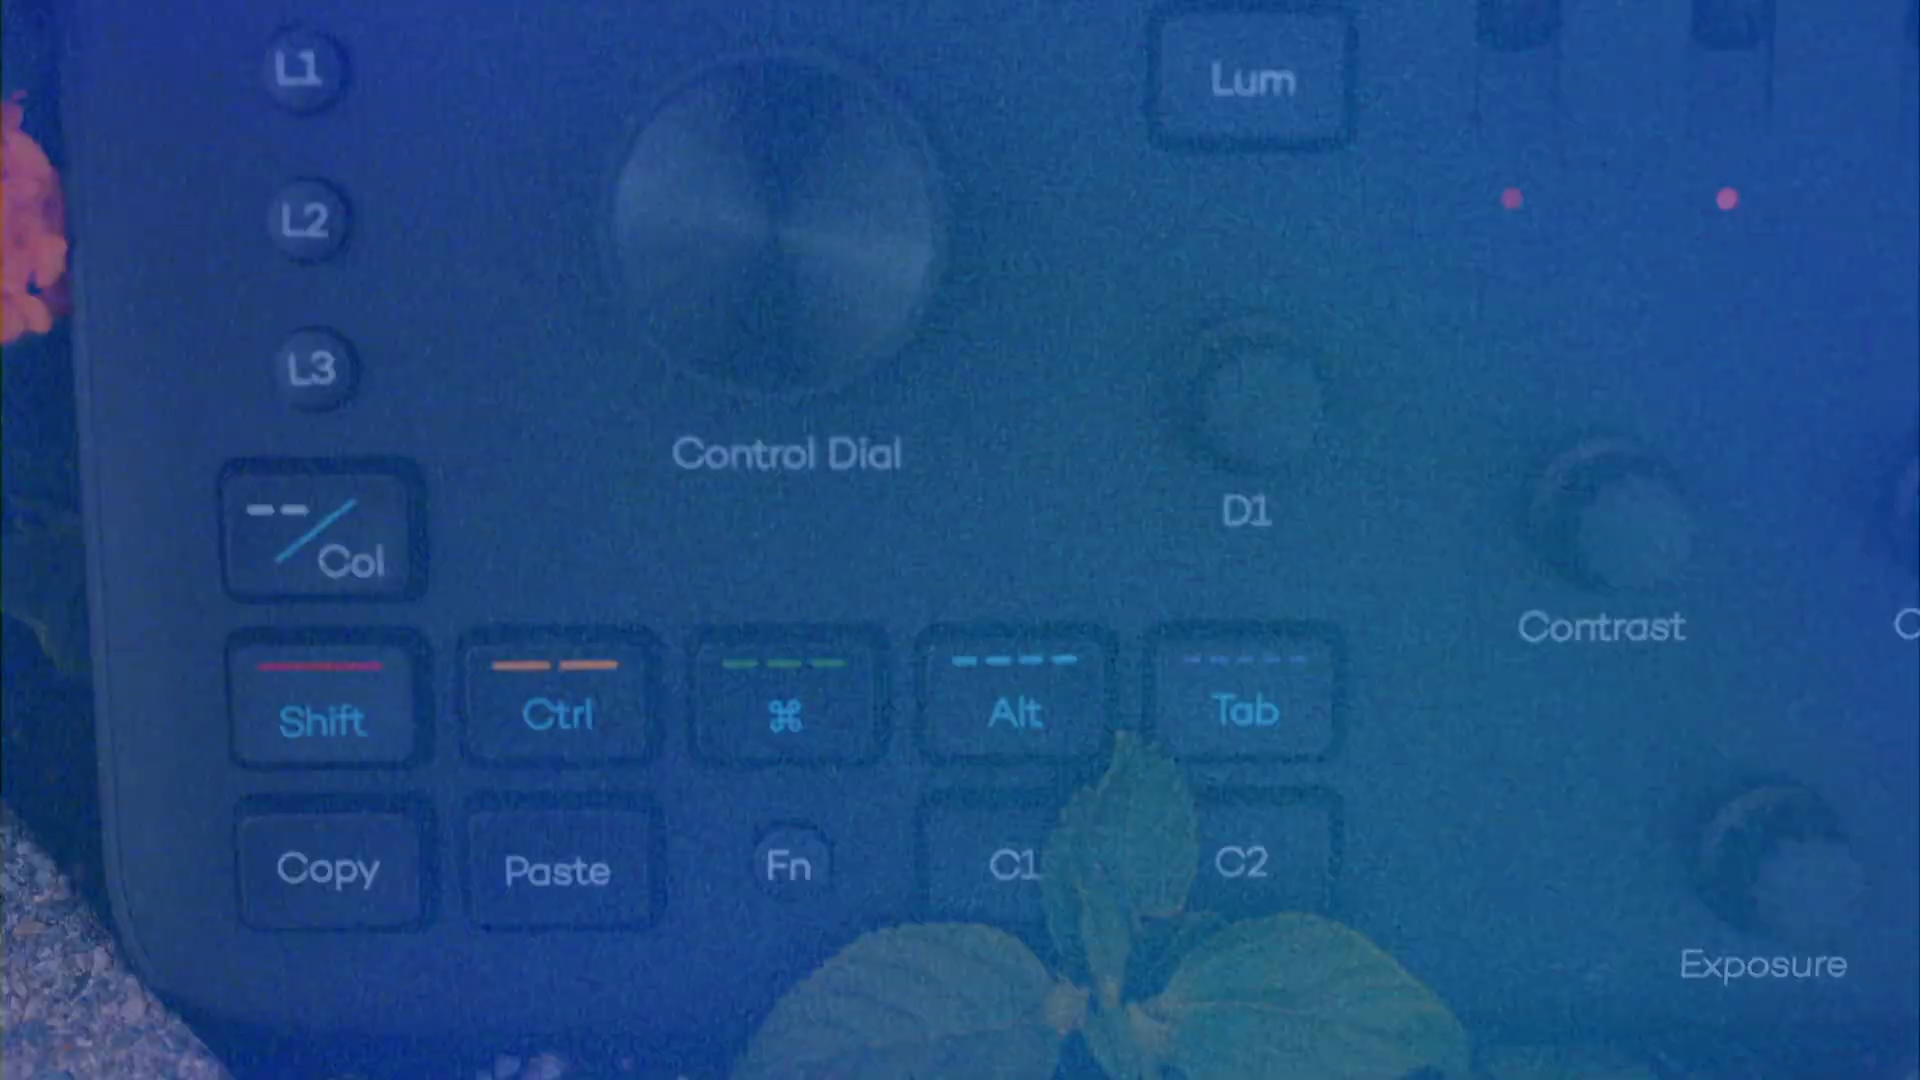 L1
Lum
L2
L3
Control Dial
D1
Col
Contrast
Shift
Ctrl
⌘
Alt
Tab
Copy
Paste
Fn
C1
C2
Exposure